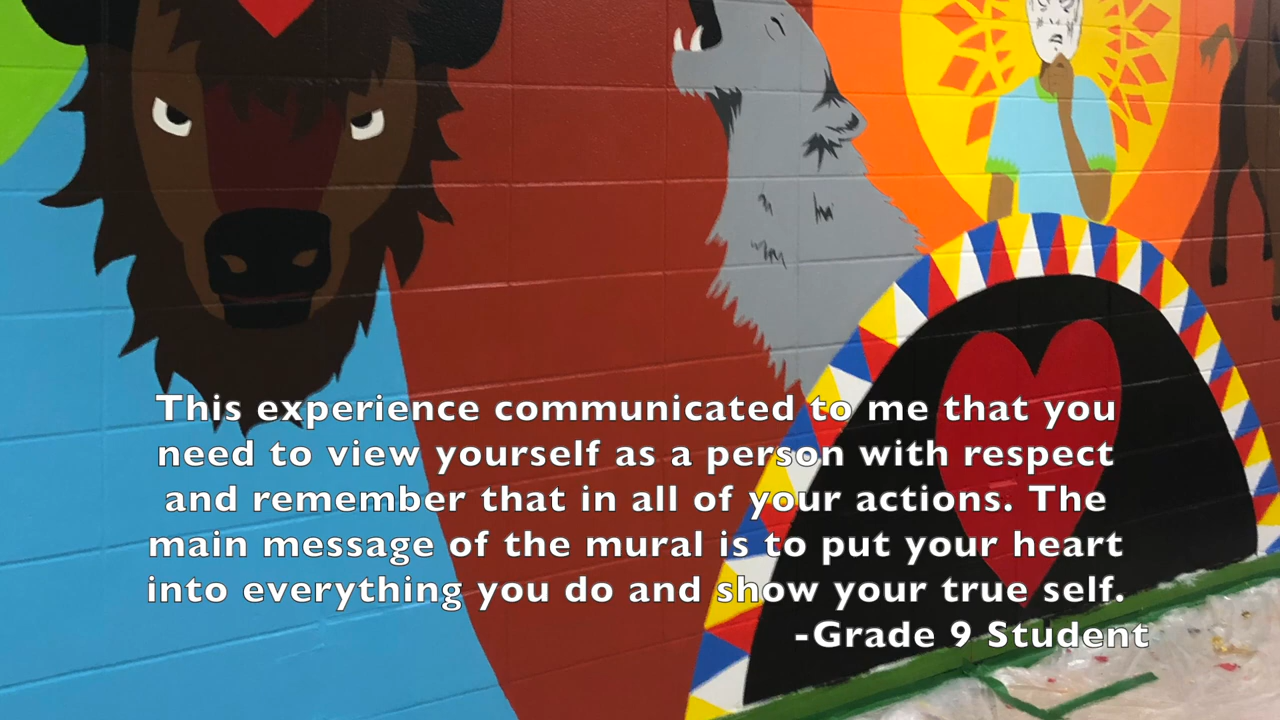 This experience communicated to me that you
need to view yourself as a person with respect
and remember that in all of your actions. The
main message of the mural is to put your heart
into everything you do and show your true self.
-Grade 9 Student